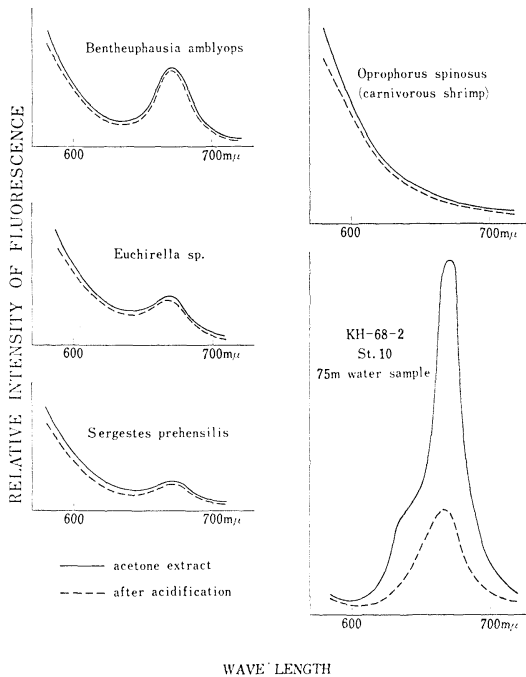 RELATIVE INTENSITY OF FLUORESCENCE
Bentheuphausia amblyops
600
700mμ
Euchirella sp.
600
700mμ
Sergestes prehensilis
600
700mμ
acetone extract
after acidification
Oprophorus spinosus
(carnivorous shrimp)
600
700mμ
KH-68-2
St. 10
75m water sample
600
700mμ
WAVE LENGTH